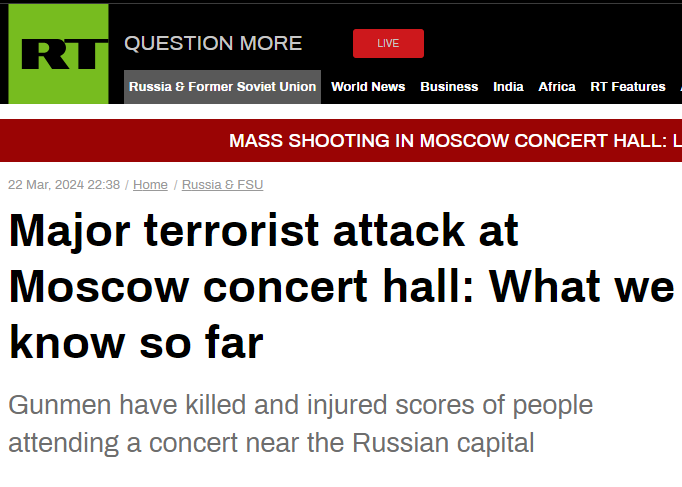 RT
QUESTION MORE
LIVE
Russia & Former Soviet Union World News Business India Africa RT Features
MASS SHOOTING IN MOSCOW CONCERT HALL: L
22 Mar, 2024 22:38 / Home / Russia & FSU
Major terrorist attack at
Moscow concert hall: What we
know so far
Gunmen have killed and injured scores of people
attending a concert near the Russian capital